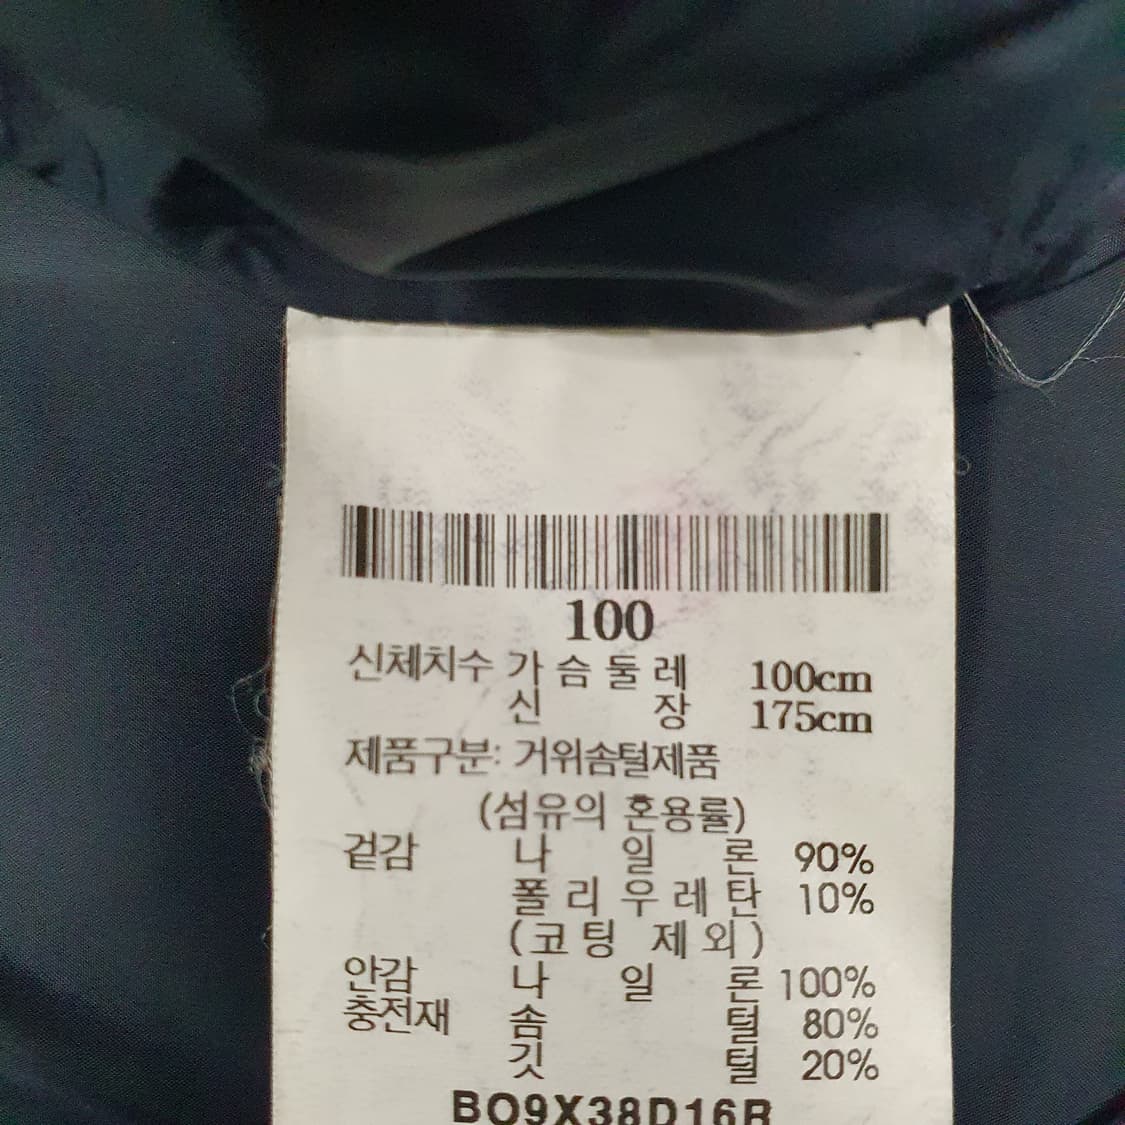 100
신체치수 가슴둘레 100cm
신장 175cm
제품구분: 거위솜털제품
(섬유의 혼용률)
겉감 나일론 90%
폴리우레탄 10%
(코팅 제외)
안감 나일론 100%
충전재 솜털 80%
깃털 20%